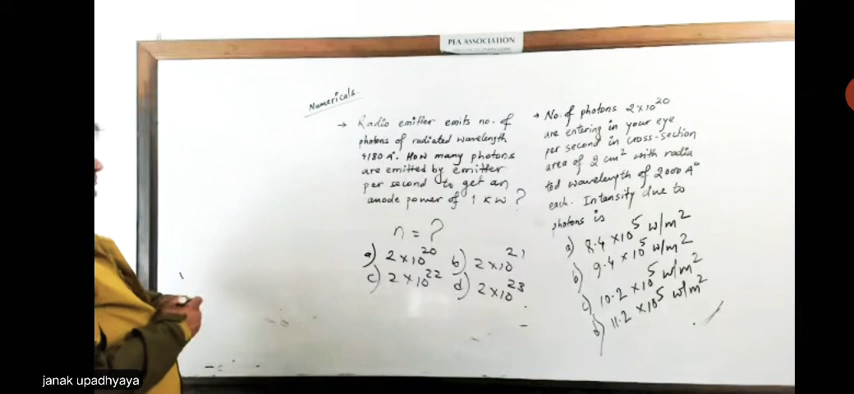 PEA ASSOCIATION
Numericals.
→ Radio emitter emits no. of
photons of radiated wavelength
4180 A°. How many photons
are emitted by emitter
per second to get an
anode power of 1 KW ?
n = ?
a) 2×10^20 b) 2×10^21
c) 2×10^22 d) 2×10^23
→ No. of photons 2×10^20
are entering in your eye
per second in cross-section
area of 2 cm² with radia
ted wavelength of 2000 A°
each. Intensity due to
photons is
a) 8.4 ×10^5 w/m²
b) 9.4 ×10^5 w/m²
c) 10.2 ×10^5 w/m²
d) 11.2 ×10^5 w/m²
janak upadhyaya